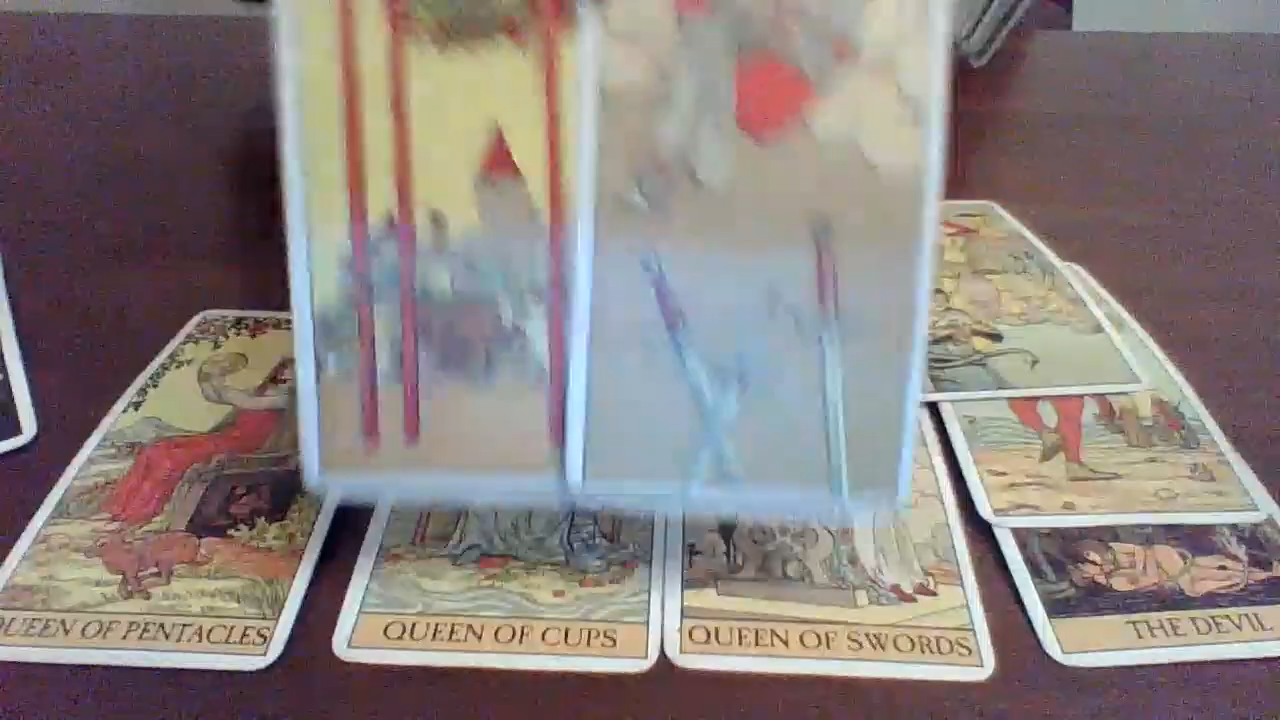 QUEEN OF PENTACLES
QUEEN OF CUPS
QUEEN OF SWORDS
THE DEVIL